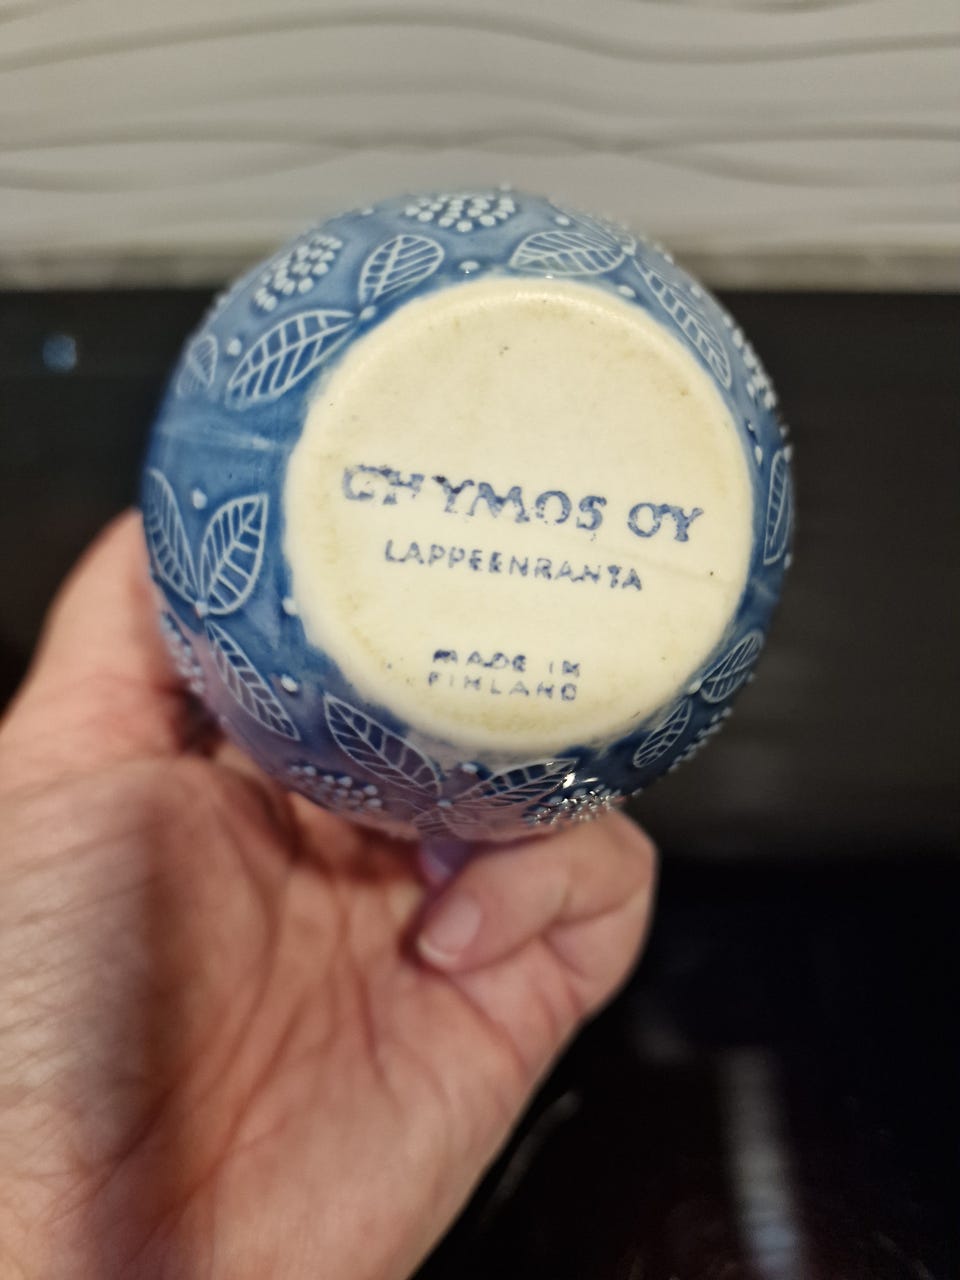 CHYMOS OY
LAPPEENRANTA
MADE IN
FINLAND